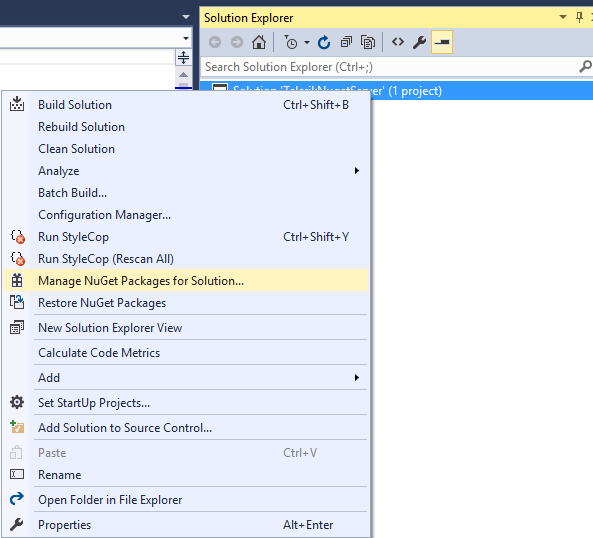 Solution Explorer
Search Solution Explorer (Ctrl+;)
Solution 'TelerikNugetServer' (1 project)
Build Solution Ctrl+Shift+B
Rebuild Solution
Clean Solution
Analyze
Batch Build...
Configuration Manager...
Run StyleCop Ctrl+Shift+Y
Run StyleCop (Rescan All)
Manage NuGet Packages for Solution...
Restore NuGet Packages
New Solution Explorer View
Calculate Code Metrics
Add
Set StartUp Projects...
Add Solution to Source Control...
Paste Ctrl+V
Rename
Open Folder in File Explorer
Properties Alt+Enter